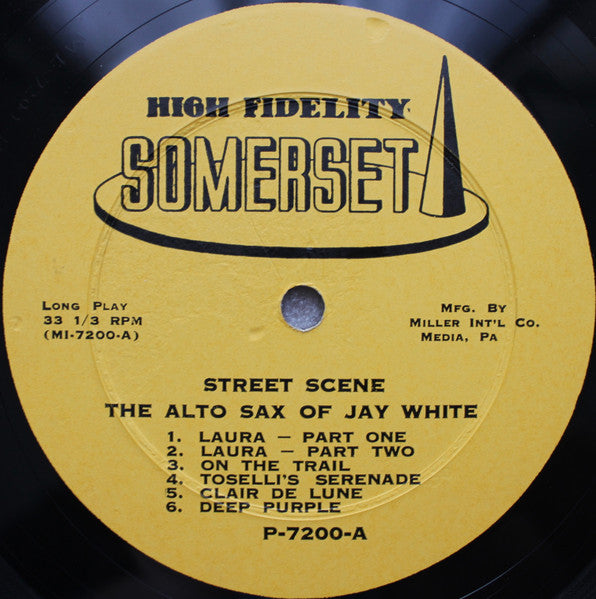 HIGH FIDELITY
SOMERSET
LONG PLAY
33 1/3 RPM
(MI-7200-A)
MFG. BY
MILLER INT'L CO.
MEDIA, PA
STREET SCENE
THE ALTO SAX OF JAY WHITE
1. LAURA – PART ONE
2. LAURA – PART TWO
3. ON THE TRAIL
4. TOSELLI'S SERENADE
5. CLAIR DE LUNE
6. DEEP PURPLE
P-7200-A